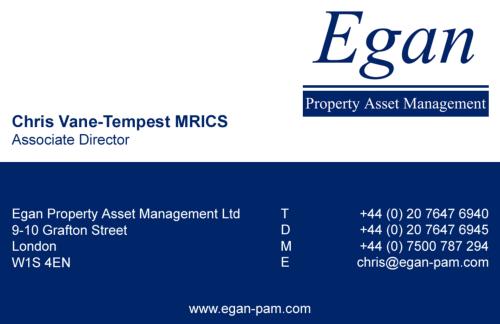 Egan
Property Asset Management
Chris Vane-Tempest MRICS
Associate Director
Egan Property Asset Management Ltd T +44 (0) 20 7647 6940
9-10 Grafton Street D +44 (0) 20 7647 6945
London M +44 (0) 7500 787 294
W1S 4EN E chris@egan-pam.com
www.egan-pam.com